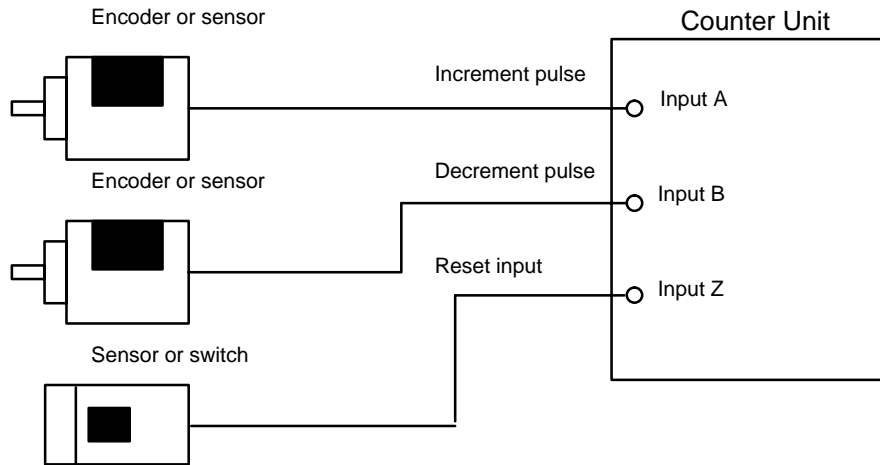 Encoder or sensor
Counter Unit
Increment pulse
Input A
Encoder or sensor
Decrement pulse
Input B
Reset input
Input Z
Sensor or switch